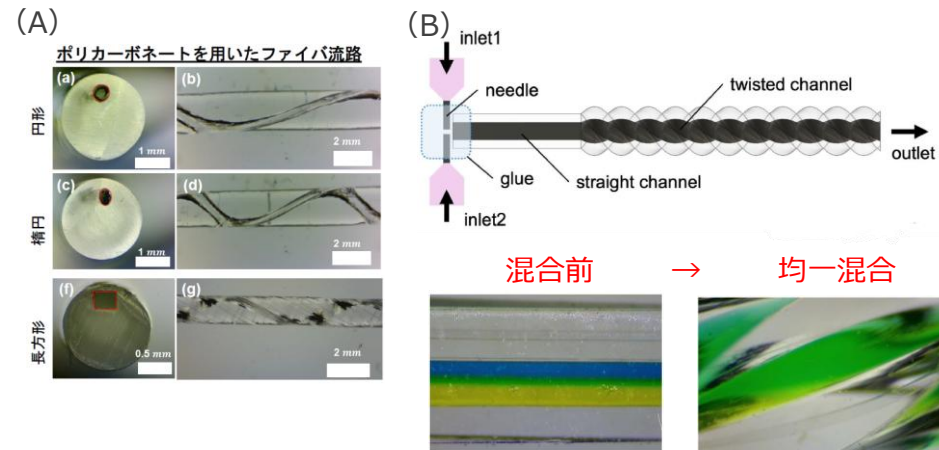 (A)
ポリカーボネートを用いたファイバ流路
円形
(a)
1 mm
(b)
2 mm
楕円
(c)
1 mm
(d)
2 mm
長方形
(f)
0.5 mm
(g)
2 mm
(B)
inlet1
needle
twisted channel
outlet
straight channel
glue
inlet2
混合前 → 均一混合